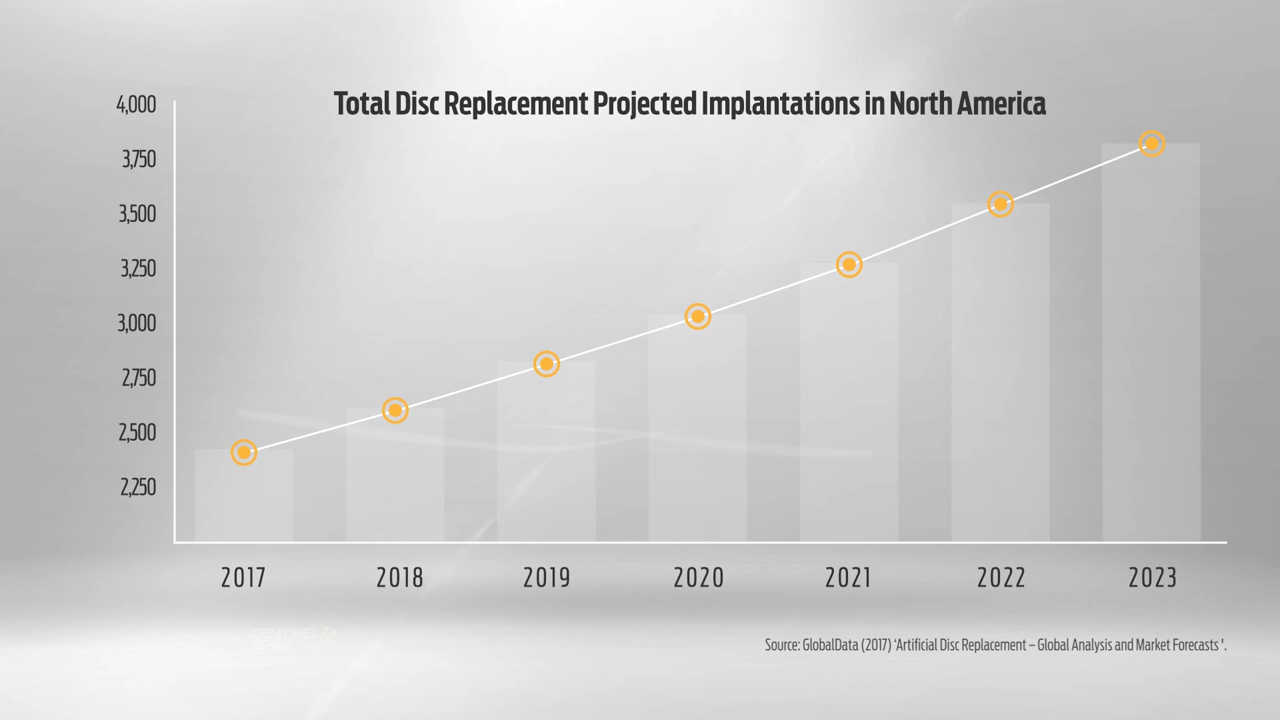 Total Disc Replacement Projected Implantations in North America
4,000
3,750
3,500
3,250
3,000
2,750
2,500
2,250
2017 2018 2019 2020 2021 2022 2023
CENTINEL
SPINE
Source: GlobalData (2017) 'Artificial Disc Replacement – Global Analysis and Market Forecasts '.